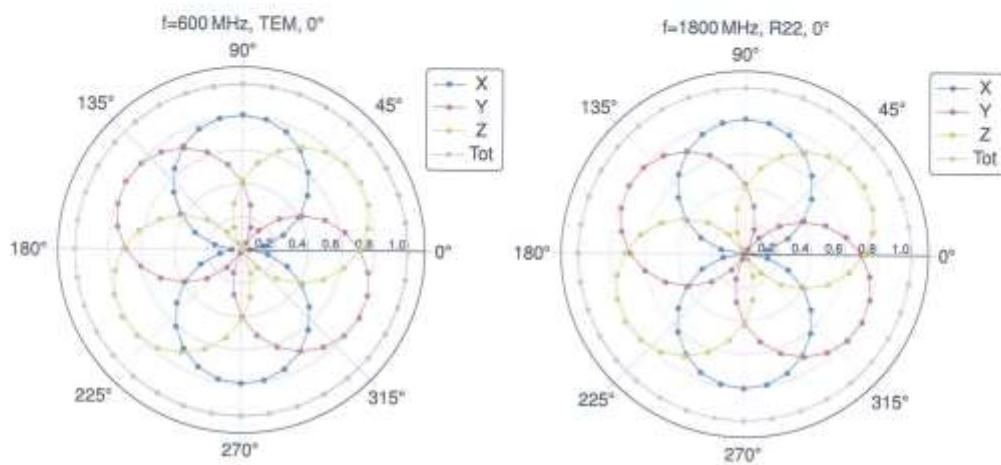 f=600 MHz, TEM, 0°
90°
135°
45°
180°
0°
0.2 0.4 0.6 0.8 1.0
225°
315°
270°
X
Y
Z
Tot
f=1800 MHz, R22, 0°
90°
135°
45°
180°
0°
0.2 0.4 0.6 0.8 1.0
225°
315°
270°
X
Y
Z
Tot